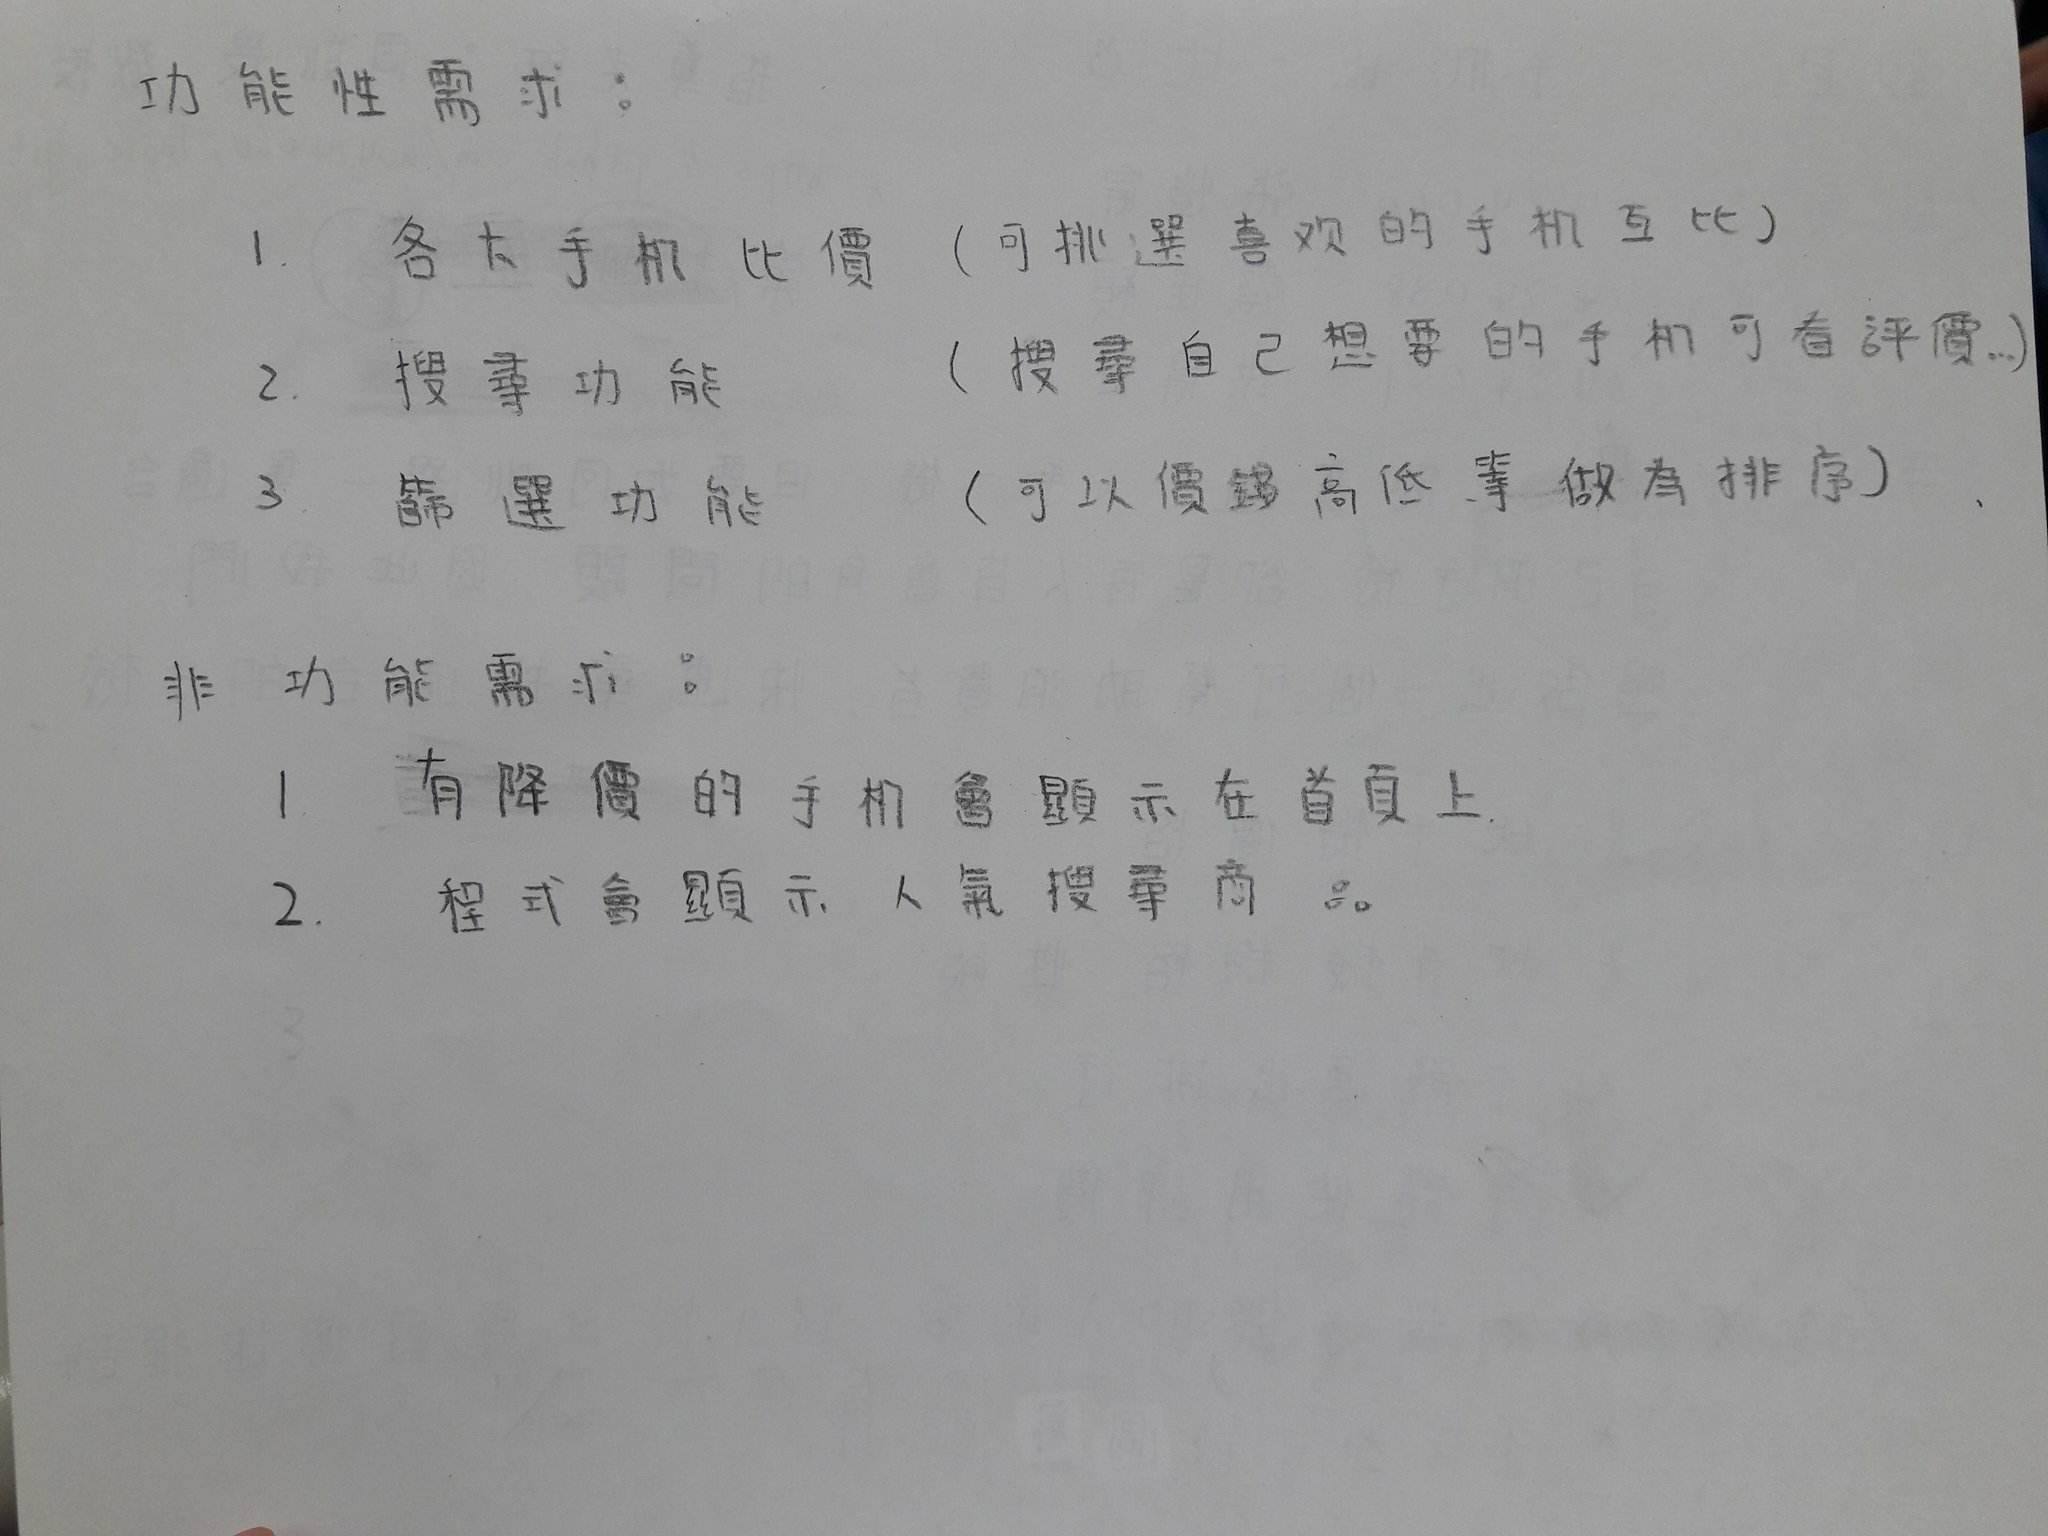 功能性需求：
1. 各大手机比價（可挑選喜欢的手机互比）
2. 搜尋功能（搜尋自己想要的手机可看評價...）
3. 篩選功能（可以價錢高低等做為排序）
非功能需求：
1 有降價的手机會顯示在首頁上.
2. 程式會顯示人氣搜尋商品。